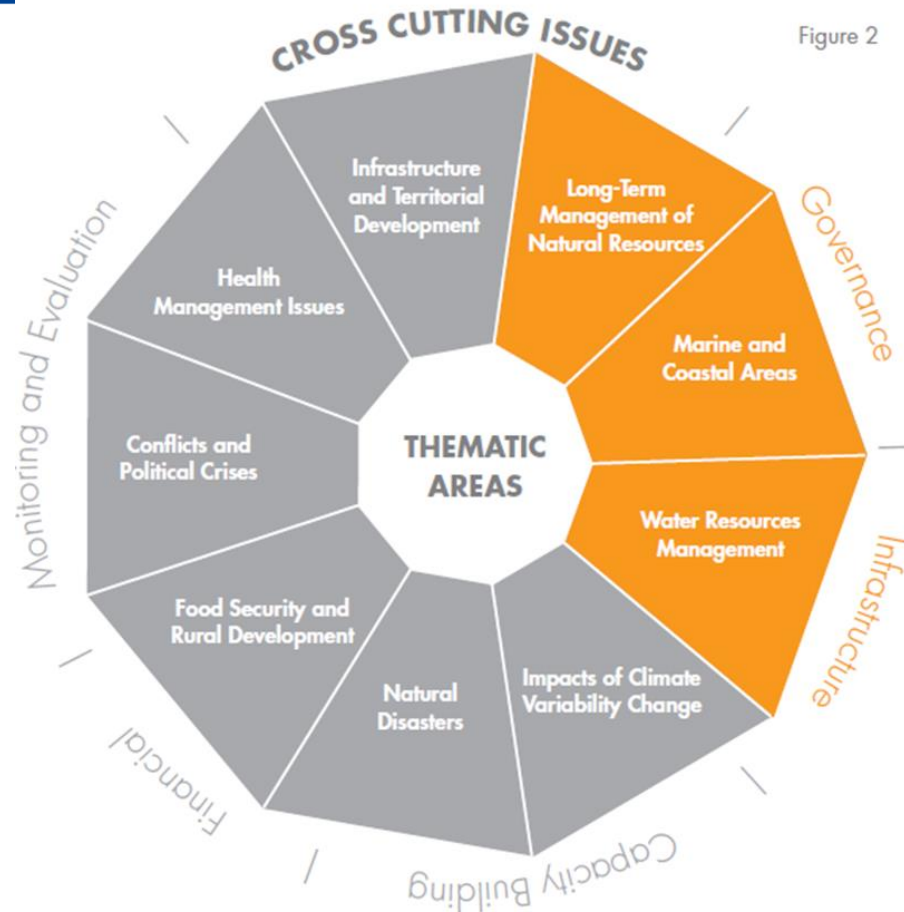 CROSS CUTTING ISSUES
Figure 2
Infrastructure
and Territorial
Development
Long-Term
Management of
Natural Resources
Governance
Health
Management Issues
Marine and
Coastal Areas
Monitoring and Evaluation
Conflicts and
Political Crises
THEMATIC
AREAS
Water Resources
Management
Infrastructure
Food Security and
Rural Development
Natural
Disasters
Impacts of Climate
Variability Change
Financial
Capacity Building